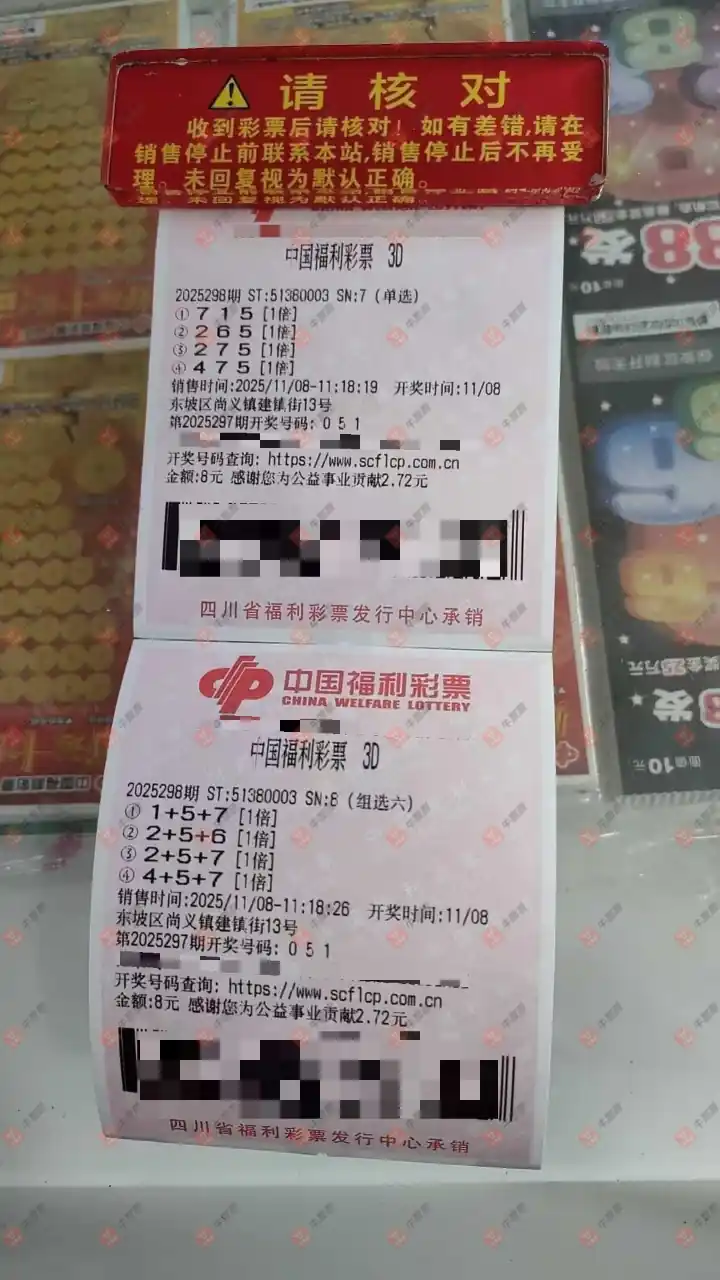 请核对
收到彩票后请核对！如有差错,请在
销售停止前联系本站,销售停止后不再受
理。未回复视为默认正确。
中国福利彩票 3D
2025298期 ST:51380003 SN:7 (单选)
① 7 1 5 [1倍]
② 2 6 5 [1倍]
③ 2 7 5 [1倍]
④ 4 7 5 [1倍]
销售时间:2025/11/08-11:18:19 开奖时间:11/08
东坡区尚义镇建镇街13号
第2025297期开奖号码: 0 5 1
开奖号码查询: https://www.scflcp.com.cn
金额:8元 感谢您为公益事业贡献2.72元
四川省福利彩票发行中心承销
中国福利彩票
CHINA WELFARE LOTTERY
中国福利彩票 3D
2025298期 ST:51380003 SN:8 (组选六)
① 1+5+7 [1倍]
② 2+5+6 [1倍]
③ 2+5+7 [1倍]
④ 4+5+7 [1倍]
销售时间:2025/11/08-11:18:26 开奖时间:11/08
东坡区尚义镇建镇街13号
第2025297期开奖号码: 0 5 1
开奖号码查询: https://www.scflcp.com.cn
金额:8元 感谢您为公益事业贡献2.72元
四川省福利彩票发行中心承销